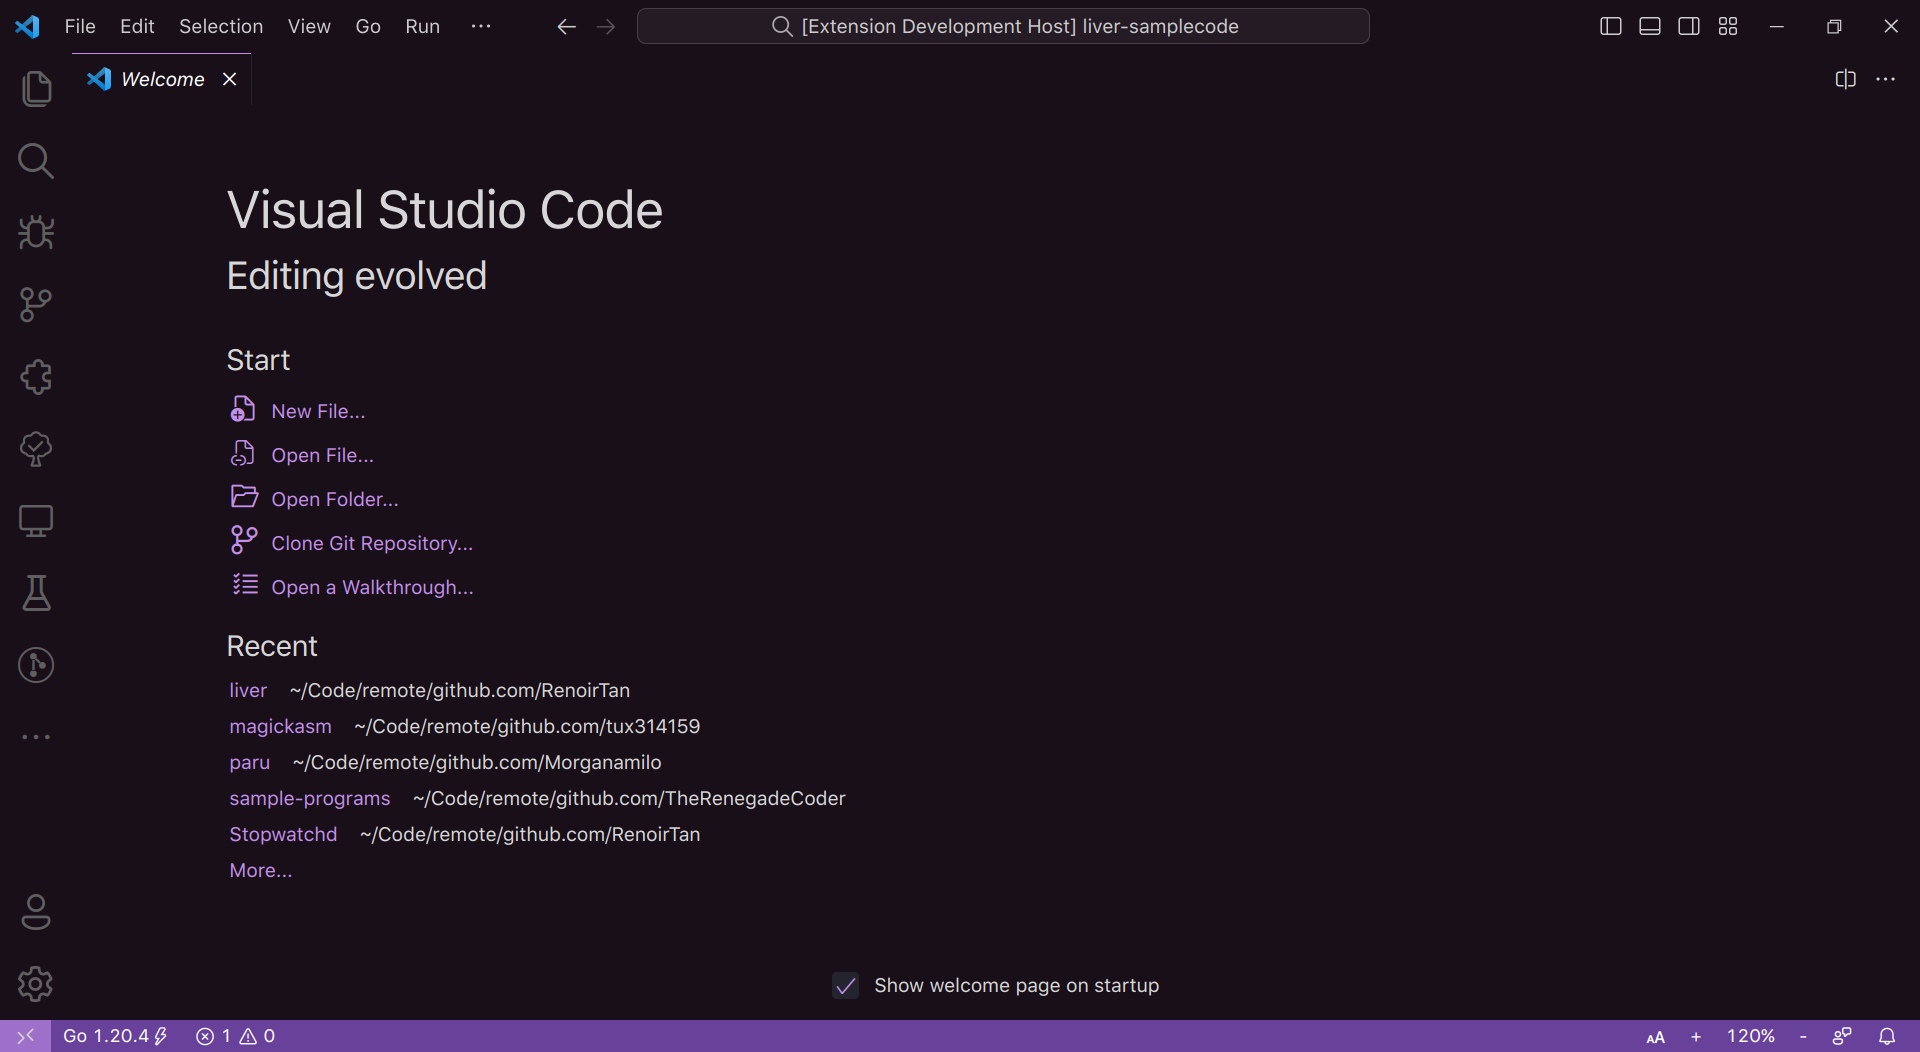 File Edit Selection View Go Run ···
[Extension Development Host] liver-samplecode
Welcome
Visual Studio Code
Editing evolved
Start
New File...
Open File...
Open Folder...
Clone Git Repository...
Open a Walkthrough...
Recent
liver ~/Code/remote/github.com/RenoirTan
magickasm ~/Code/remote/github.com/tux314159
paru ~/Code/remote/github.com/Morganamilo
sample-programs ~/Code/remote/github.com/TheRenegadeCoder
Stopwatchd ~/Code/remote/github.com/RenoirTan
More...
Show welcome page on startup
Go 1.20.4 1 0 AA + 120% -